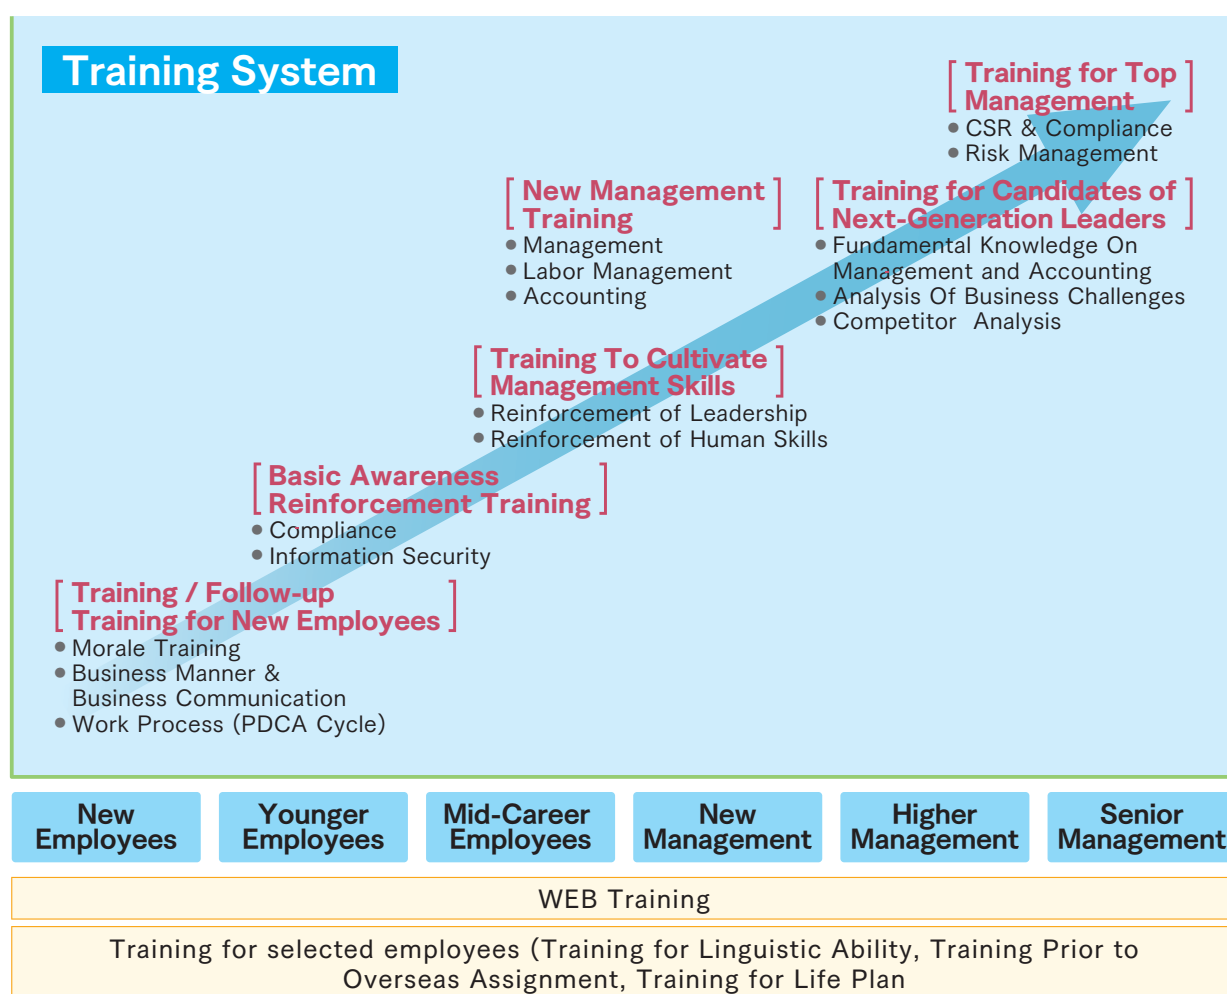 Training System
[ Training for Top
Management ]
● CSR & Compliance
● Risk Management
[ New Management
Training ]
● Management
● Labor Management
● Accounting
[ Training for Candidates of
Next-Generation Leaders ]
● Fundamental Knowledge On
Management and Accounting
● Analysis Of Business Challenges
● Competitor Analysis
[ Training To Cultivate
Management Skills ]
● Reinforcement of Leadership
● Reinforcement of Human Skills
[ Basic Awareness
Reinforcement Training ]
● Compliance
● Information Security
[ Training / Follow-up
Training for New Employees ]
● Morale Training
● Business Manner &
Business Communication
● Work Process (PDCA Cycle)
New
Employees
Younger
Employees
Mid-Career
Employees
New
Management
Higher
Management
Senior
Management
WEB Training
Training for selected employees (Training for Linguistic Ability, Training Prior to
Overseas Assignment, Training for Life Plan